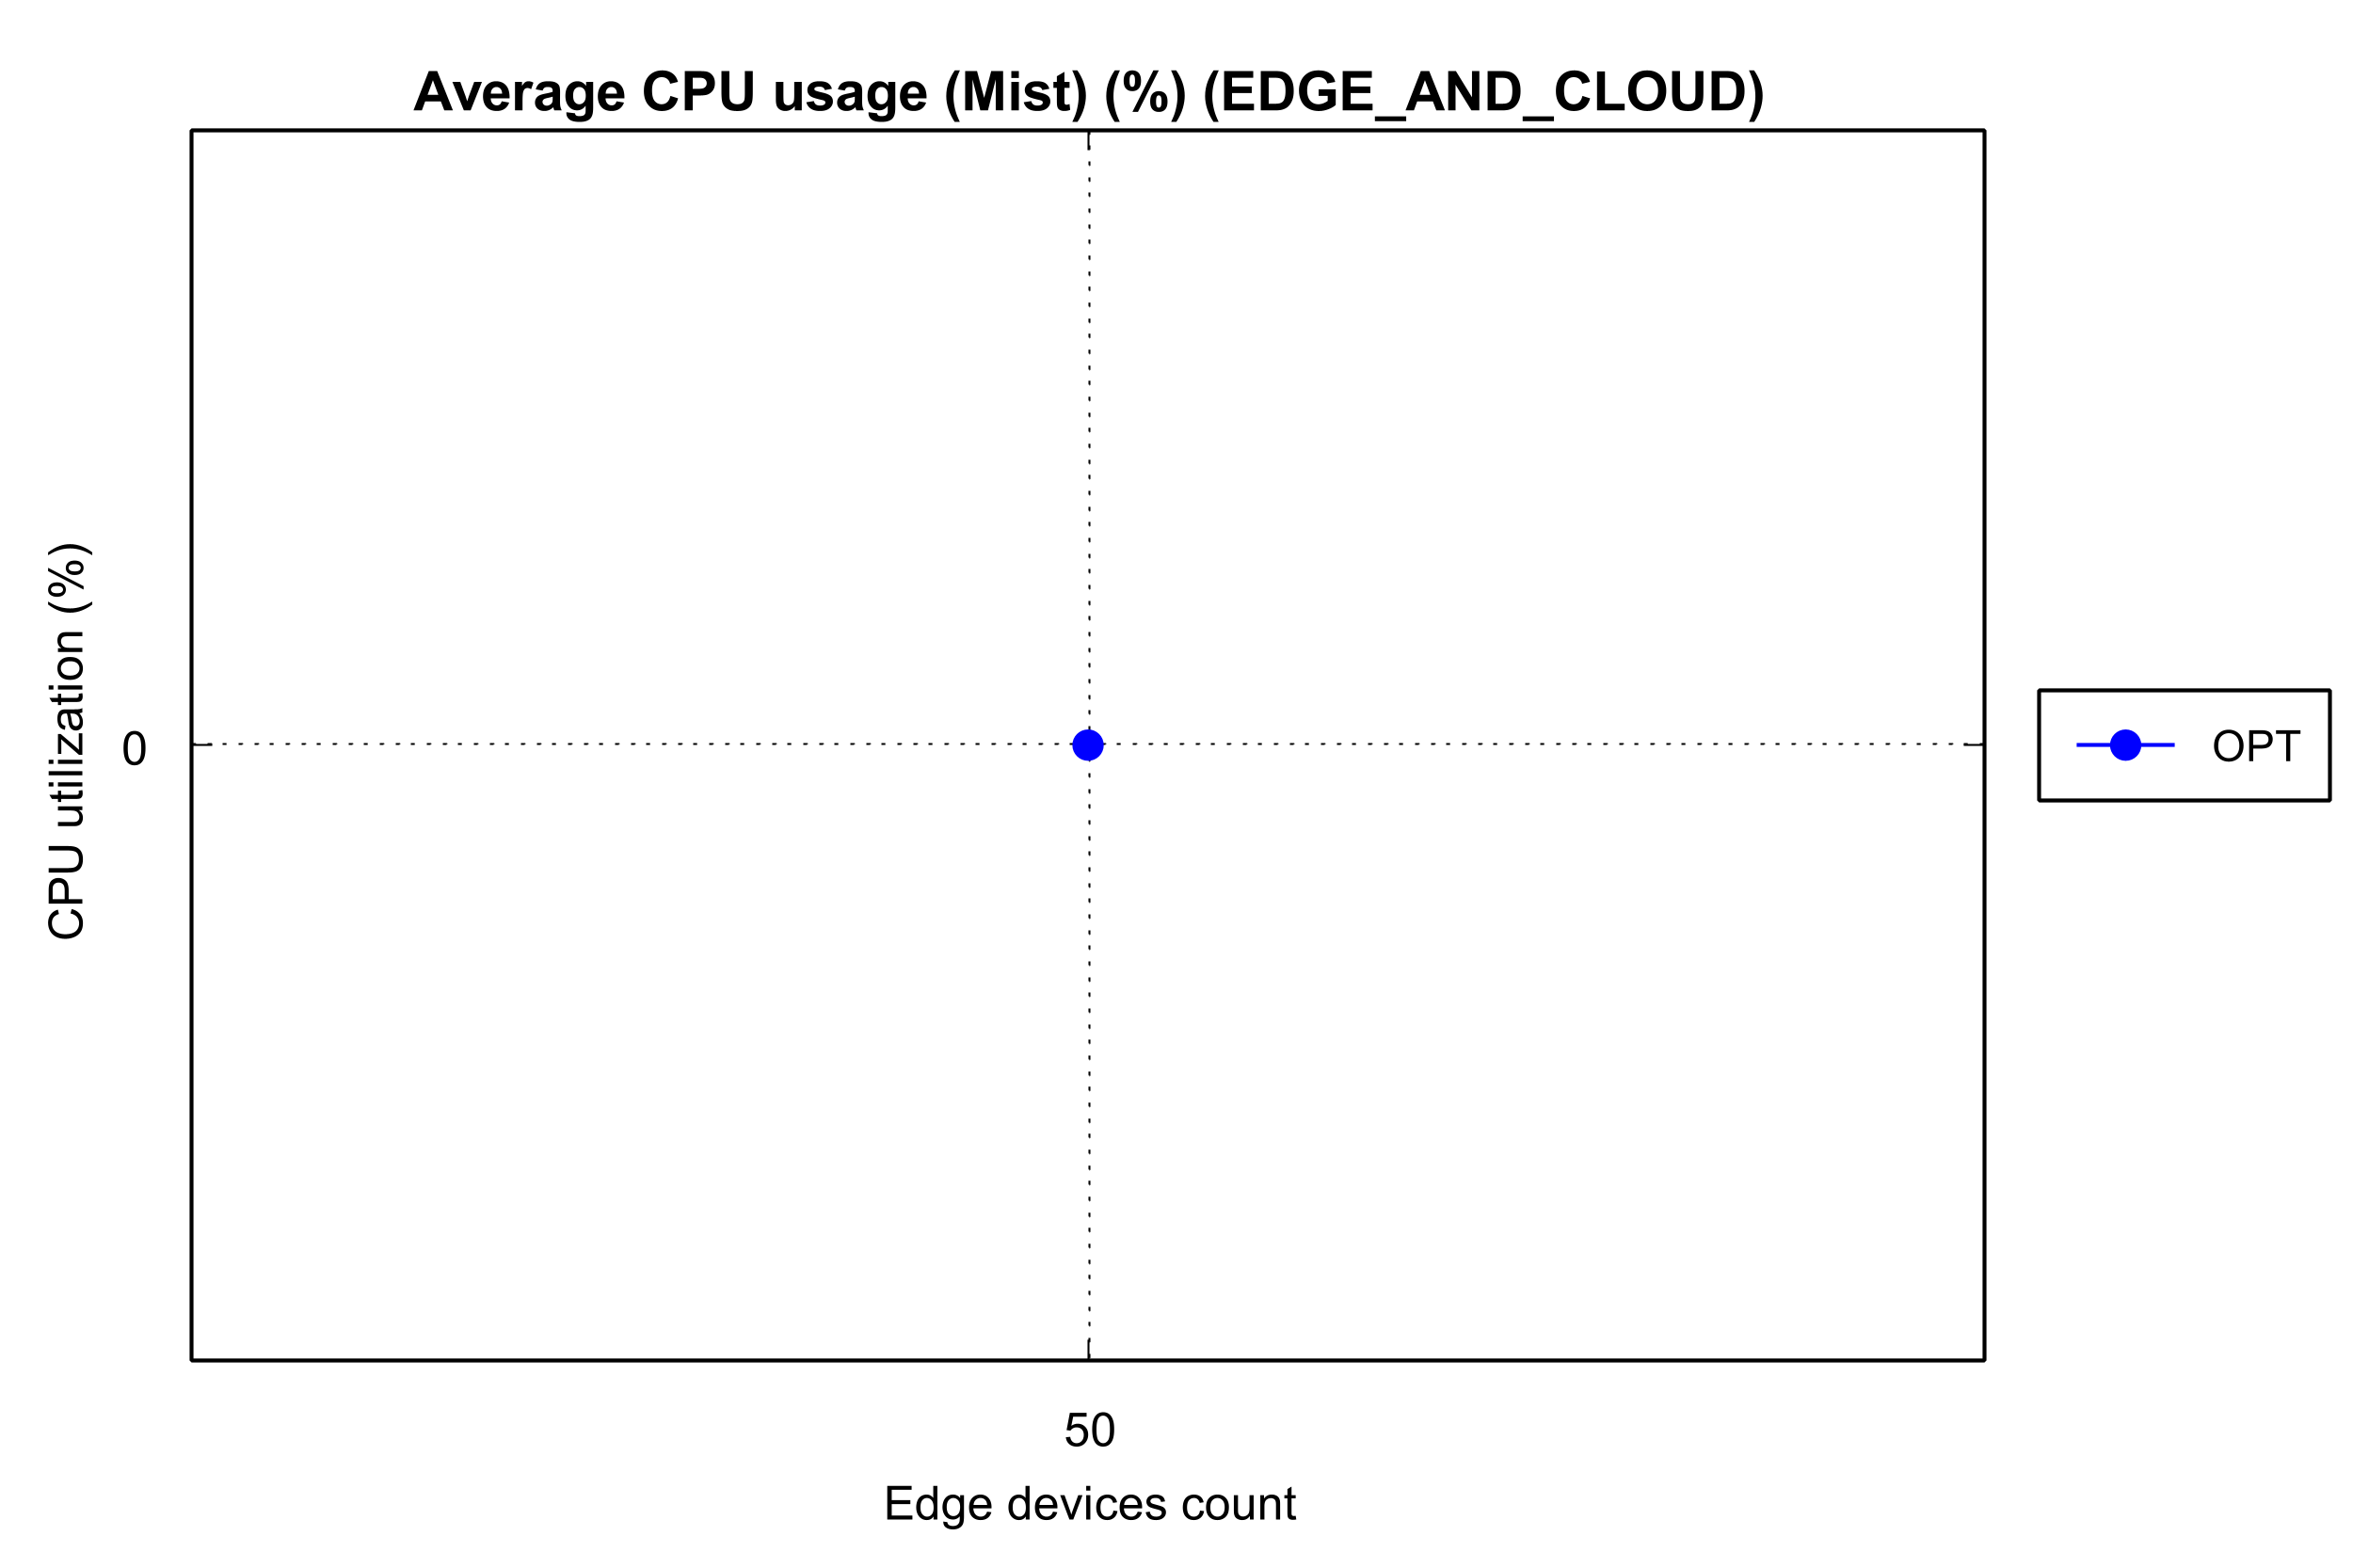 Average CPU usage (Mist) (%) (EDGE_AND_CLOUD)
CPU utilization (%)
0
OPT
50
Edge devices count